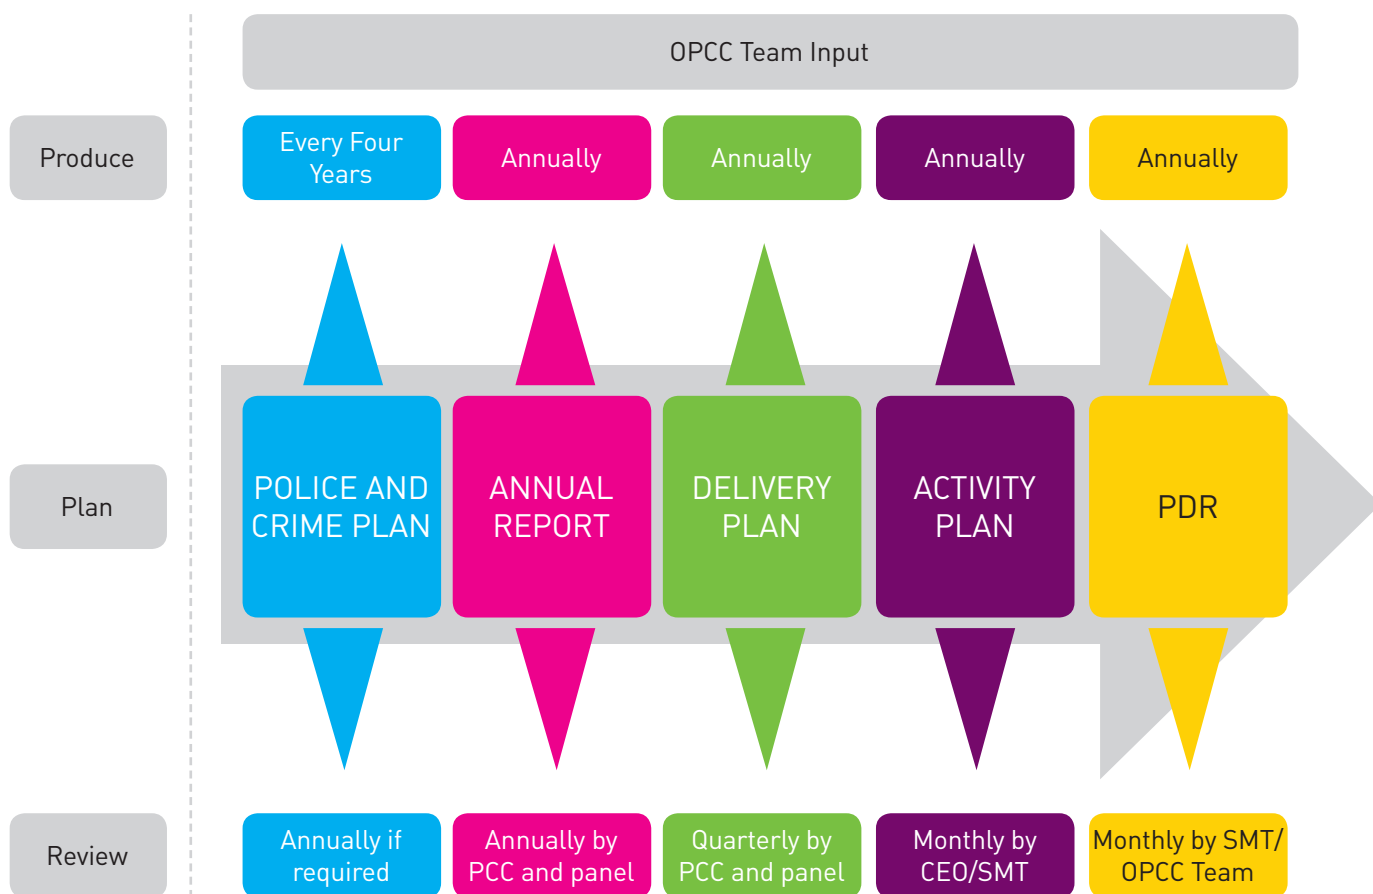 OPCC Team Input
Produce
Every Four
Years
Annually
Annually
Annually
Annually
Plan
POLICE AND
CRIME PLAN
ANNUAL
REPORT
DELIVERY
PLAN
ACTIVITY
PLAN
PDR
Review
Annually if
required
Annually by
PCC and panel
Quarterly by
PCC and panel
Monthly by
CEO/SMT
Monthly by SMT/
OPCC Team